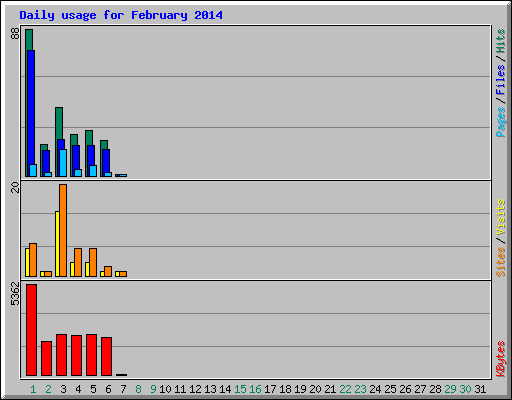 Daily usage for February 2014
88
Pages / Files / Hits
20
Sites / Visits
5362
KBytes
1 2 3 4 5 6 7 8 9 10 11 12 13 14 15 16 17 18 19 20 21 22 23 24 25 26 27 28 29 30 31